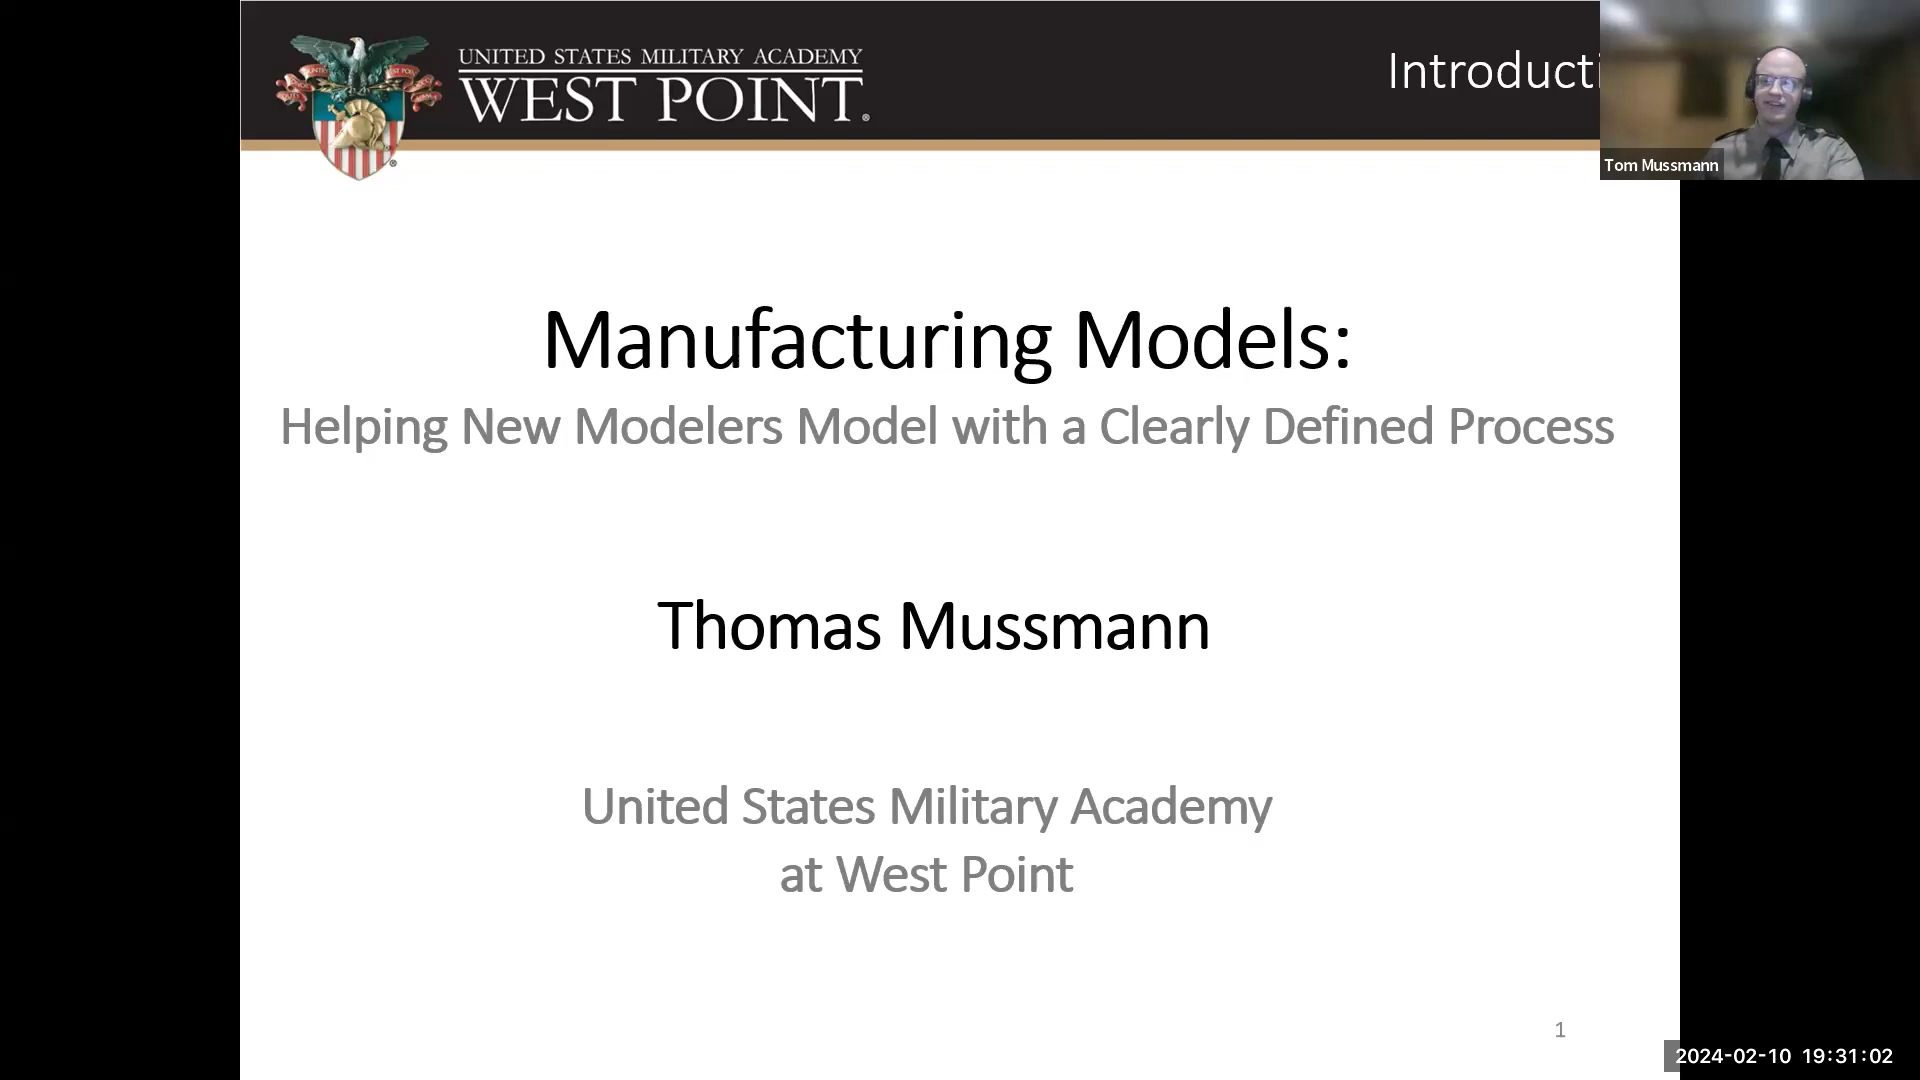 UNITED STATES MILITARY ACADEMY
WEST POINT®
Introducti
Tom Mussmann
Manufacturing Models:
Helping New Modelers Model with a Clearly Defined Process
Thomas Mussmann
United States Military Academy
at West Point
1
2024-02-10 19:31:02